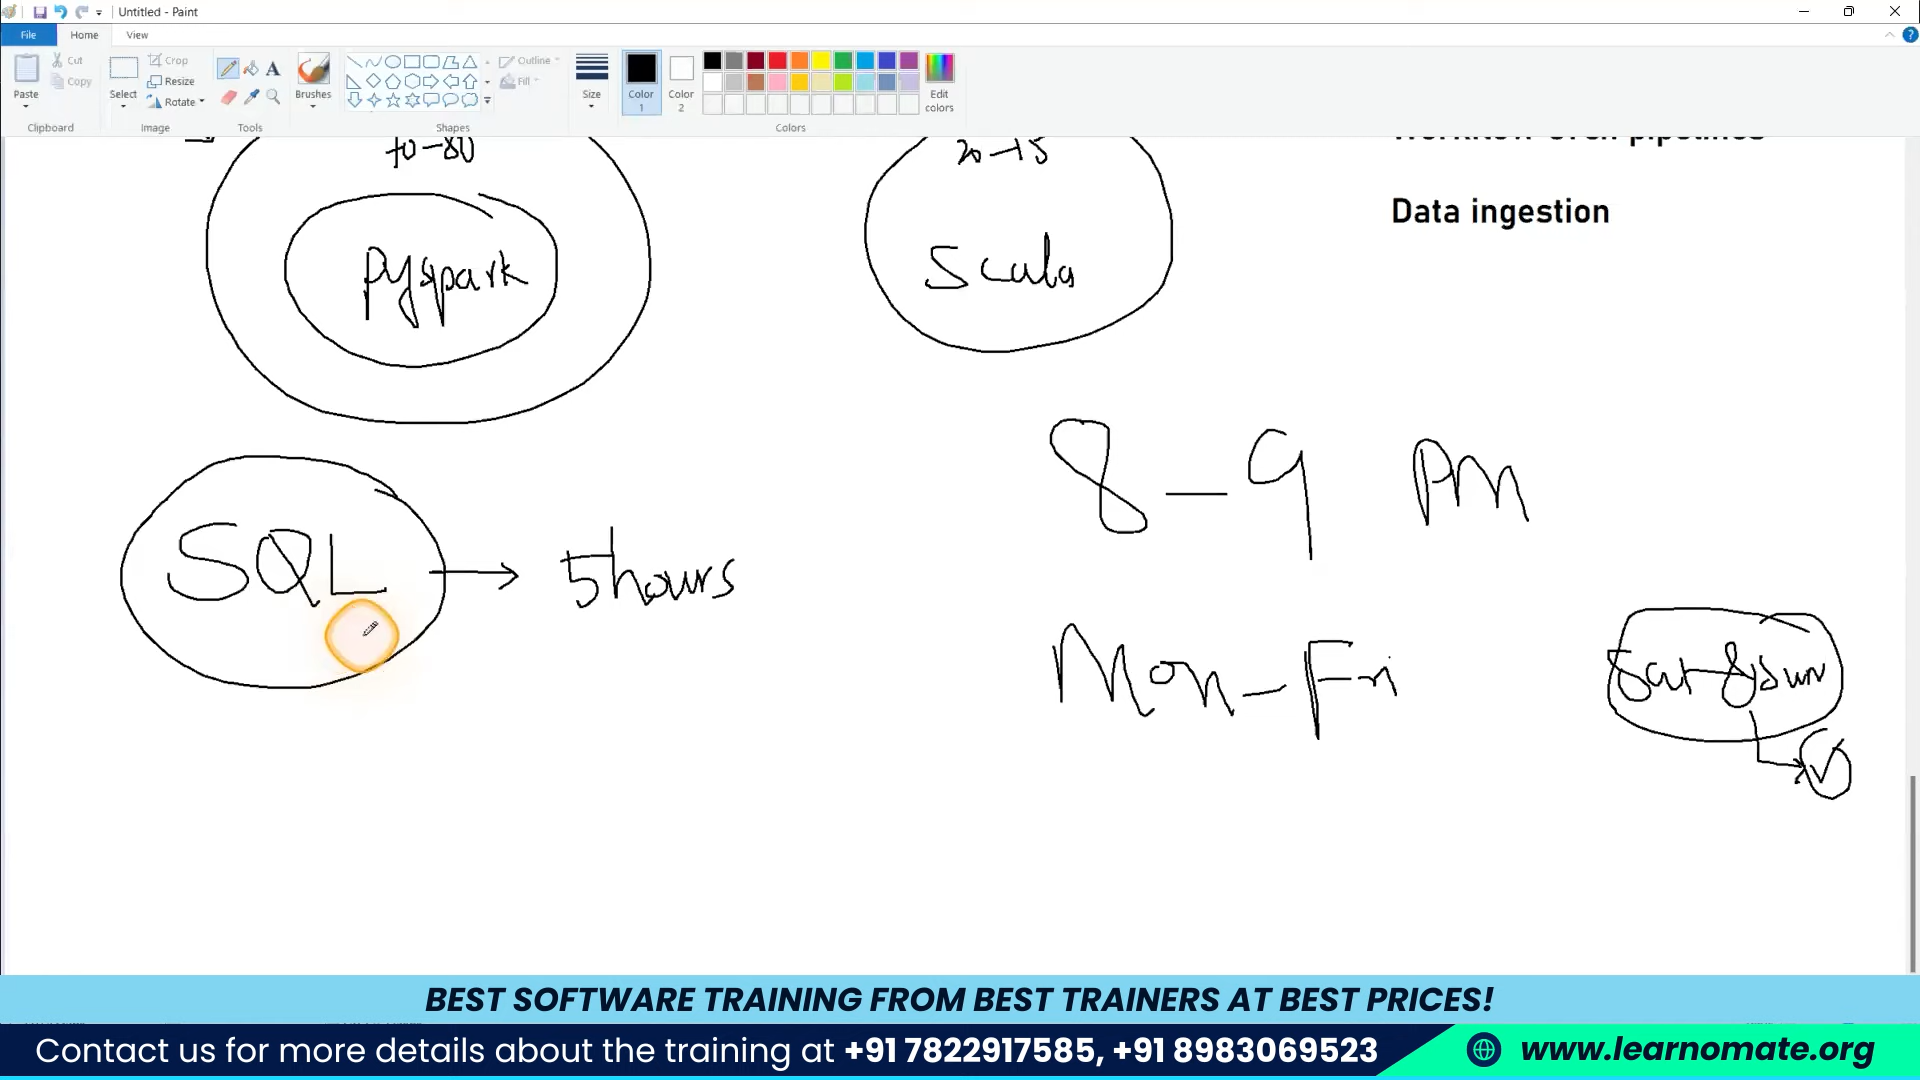 Untitled - Paint
File Home View
Paste
Cut
Copy
Clipboard
Select
Crop
Resize
Rotate
Image
Tools
Brushes
Shapes
Outline
Fill
Size
Color 1
Color 2
Edit colors
Colors
70-80
Pyspark
20-15
Scala
Data ingestion
SQL
5hours
8-9 PM
Mon-Fri
Sat & Sun
BEST SOFTWARE TRAINING FROM BEST TRAINERS AT BEST PRICES!
Contact us for more details about the training at +91 7822917585, +91 8983069523
www.learnomate.org